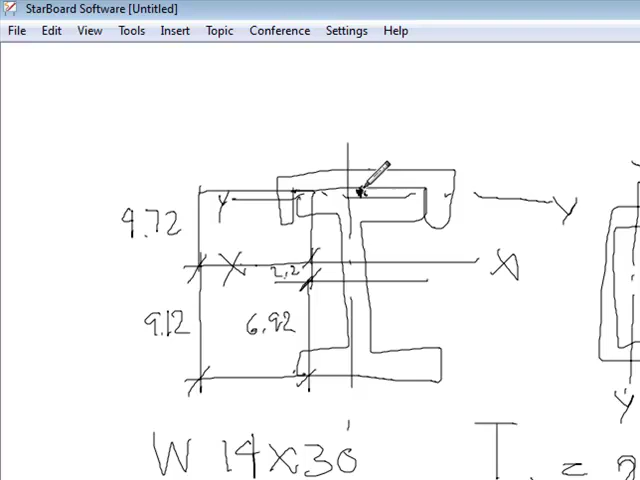 StarBoard Software [Untitled]
File Edit View Tools Insert Topic Conference Settings Help
Y
Y
9.72
X
2.2
X
9.12
6.92
Y
W 14X30
I =